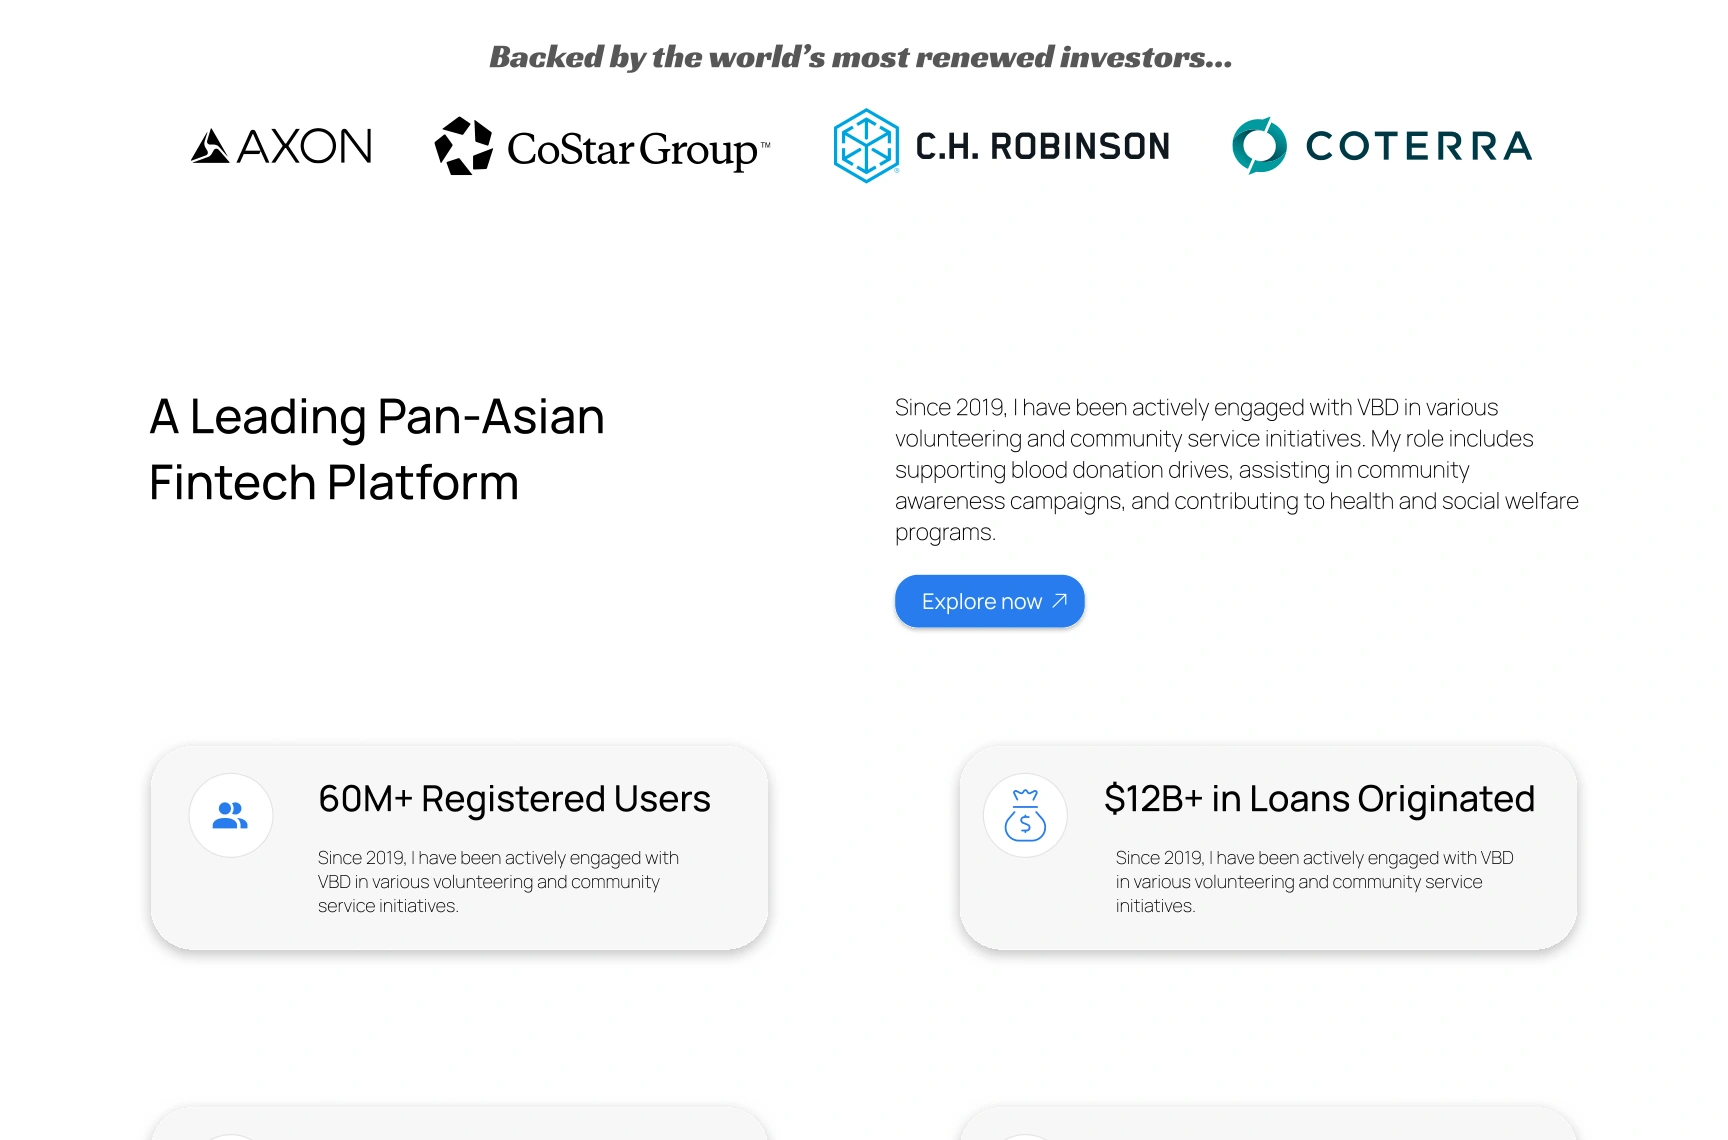 Backed by the world’s most renewed investors...
AXON
CoStar Group™
C.H. ROBINSON®
COTERRA
A Leading Pan-Asian
Fintech Platform
Since 2019, I have been actively engaged with VBD in various
volunteering and community service initiatives. My role includes
supporting blood donation drives, assisting in community
awareness campaigns, and contributing to health and social welfare
programs.
Explore now
60M+ Registered Users
Since 2019, I have been actively engaged with
VBD in various volunteering and community
service initiatives.
$12B+ in Loans Originated
Since 2019, I have been actively engaged with VBD
in various volunteering and community service
initiatives.